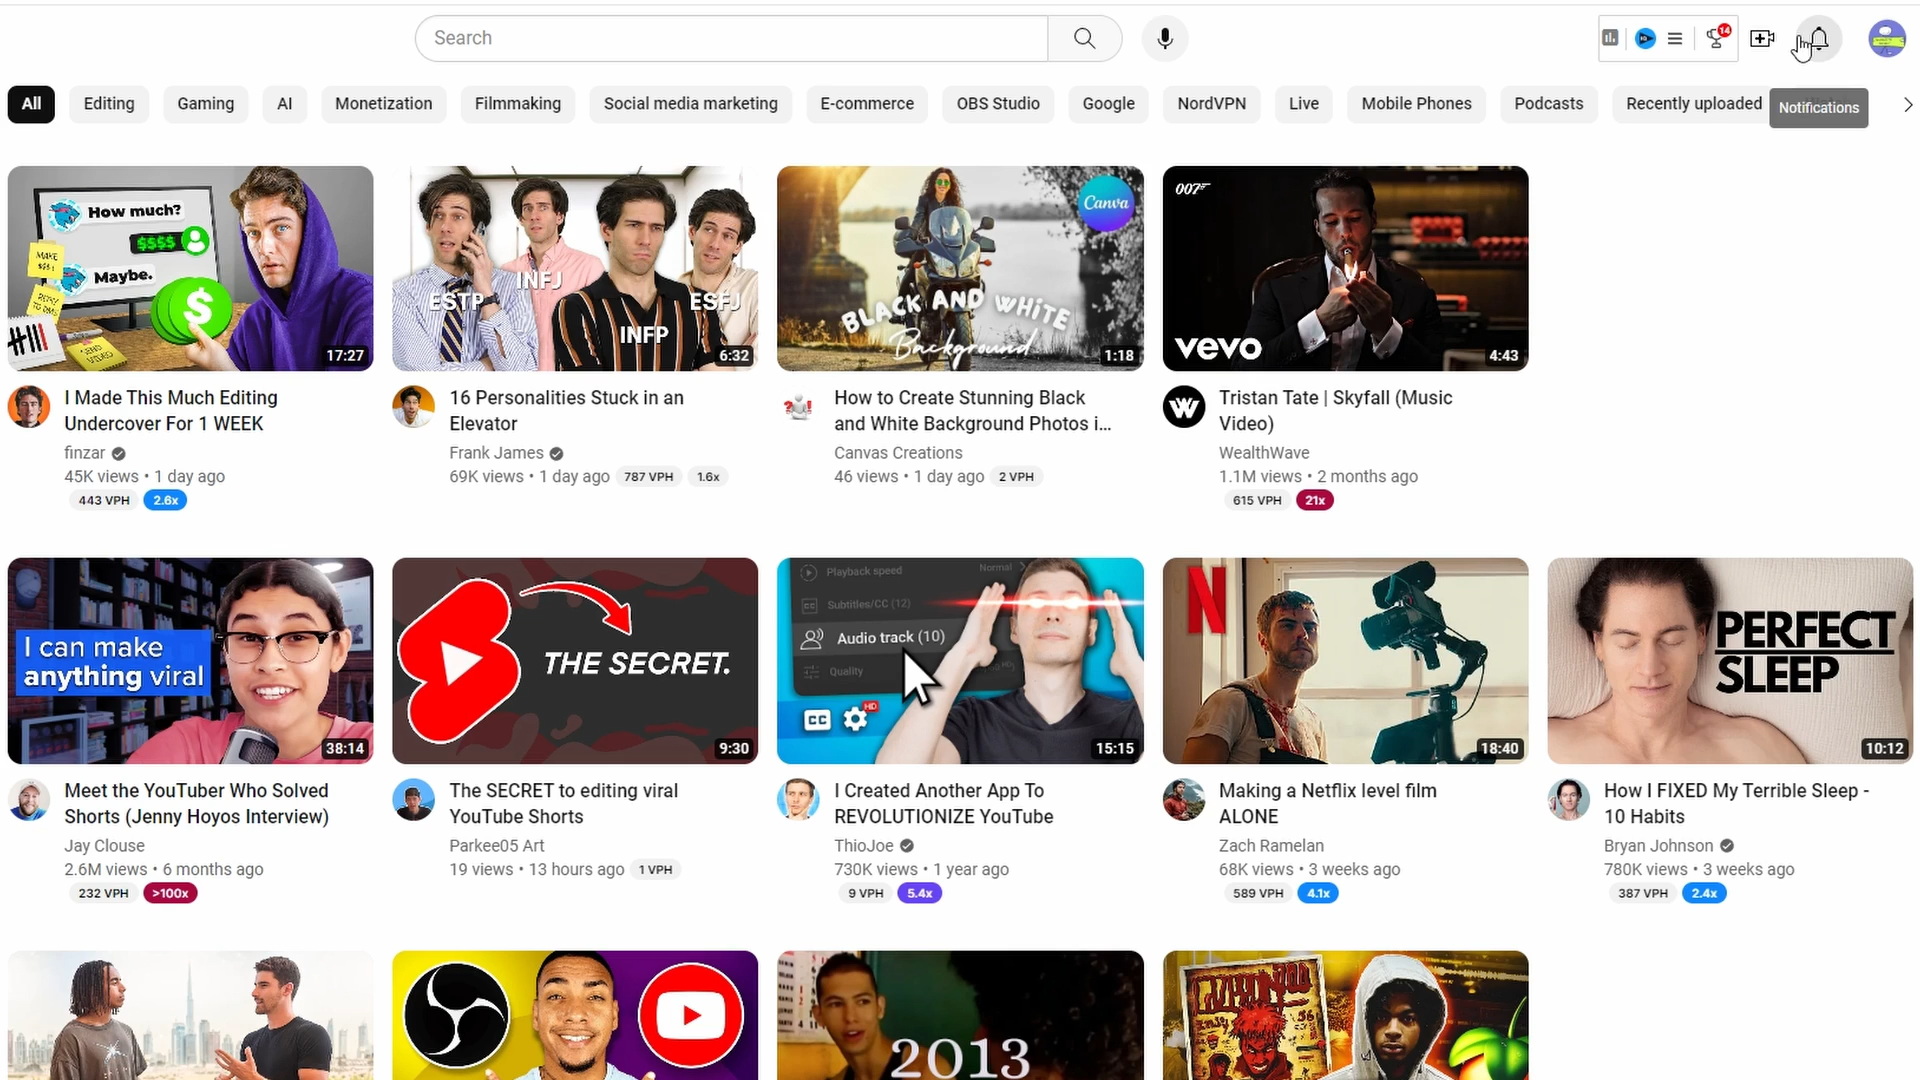 Search
14
All
Editing
Gaming
AI
Monetization
Filmmaking
Social media marketing
E-commerce
OBS Studio
Google
NordVPN
Live
Mobile Phones
Podcasts
Recently uploaded
Notifications
How much?
$$$$
Maybe.
MAKE
$$$
SEND
VIDEO
$
17:27
ESTP
INFJ
INFP
ESFJ
6:32
Canva
BLACK AND WHITE
Background
1:18
007
vevo
4:43
I Made This Much Editing
Undercover For 1 WEEK
finzar
45K views • 1 day ago
443 VPH
2.6x
16 Personalities Stuck in an
Elevator
Frank James
69K views • 1 day ago
787 VPH
1.6x
How to Create Stunning Black
and White Background Photos i...
Canvas Creations
46 views • 1 day ago
2 VPH
Tristan Tate | Skyfall (Music
Video)
WealthWave
1.1M views • 2 months ago
615 VPH
21x
I can make
anything viral
38:14
THE SECRET.
9:30
Playback speed
Normal
Subtitles/CC (12)
Audio track (10)
Quality
CC
HD
15:15
N
18:40
PERFECT
SLEEP
10:12
Meet the YouTuber Who Solved
Shorts (Jenny Hoyos Interview)
Jay Clouse
2.6M views • 6 months ago
232 VPH
>100x
The SECRET to editing viral
YouTube Shorts
Parkee05 Art
19 views • 13 hours ago
1 VPH
I Created Another App To
REVOLUTIONIZE YouTube
ThioJoe
730K views • 1 year ago
9 VPH
5.4x
Making a Netflix level film
ALONE
Zach Ramelan
68K views • 3 weeks ago
589 VPH
4.1x
How I FIXED My Terrible Sleep -
10 Habits
Bryan Johnson
780K views • 3 weeks ago
387 VPH
2.4x
2013